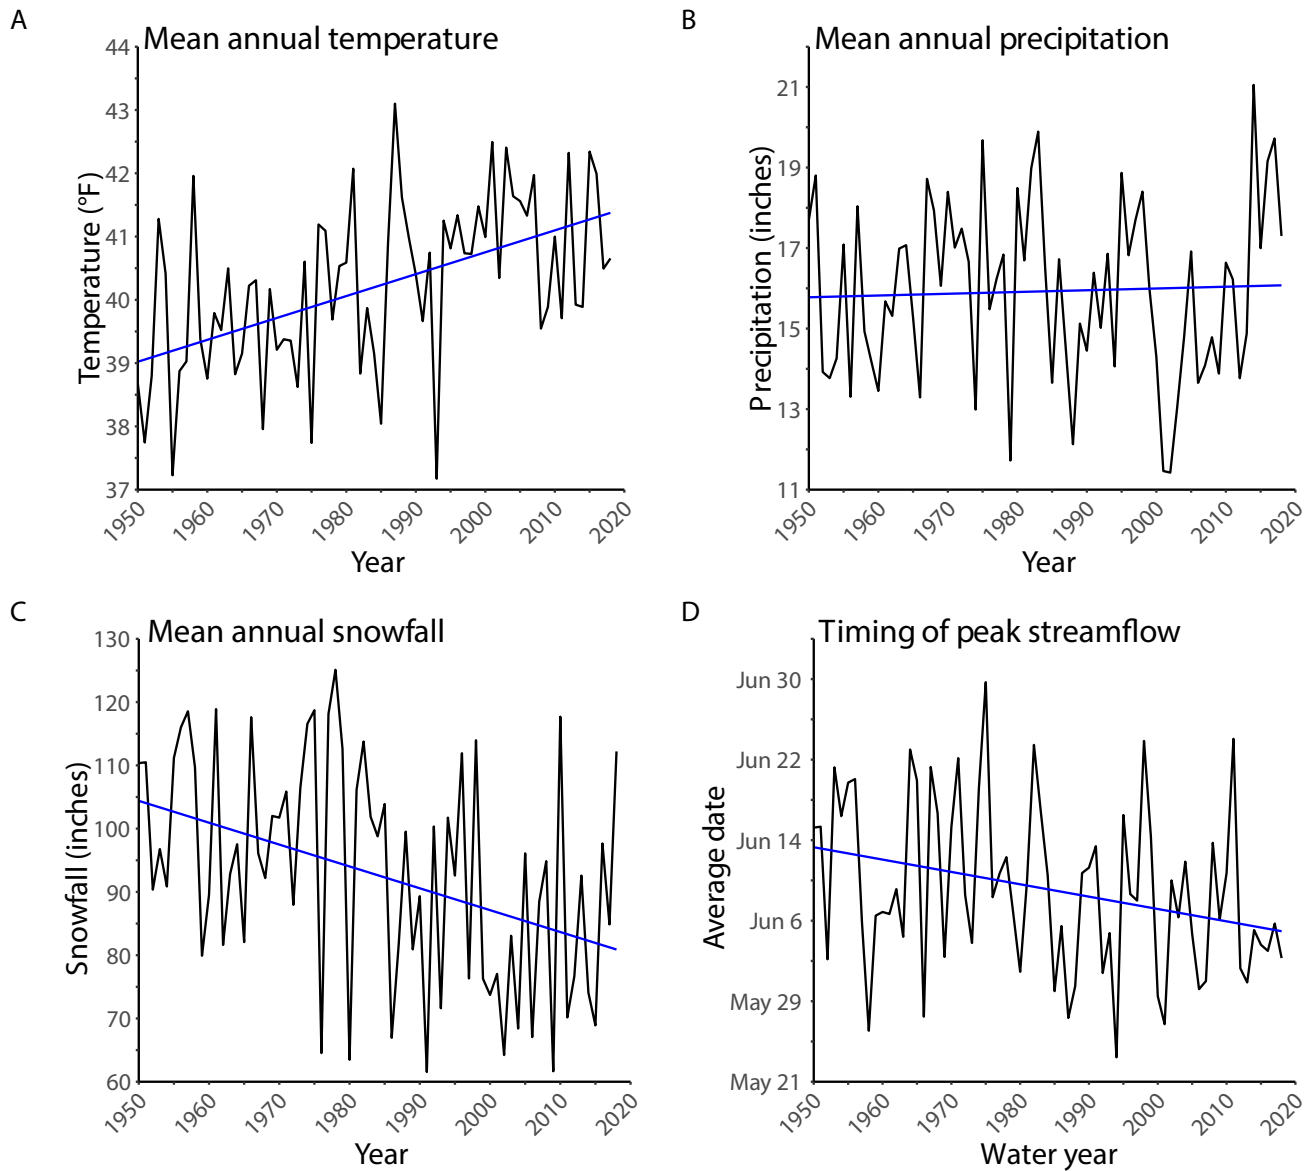 A
Mean annual temperature
Temperature (°F)
44
43
42
41
40
39
38
37
1950
1960
1970
1980
1990
2000
2010
2020
Year
B
Mean annual precipitation
Precipitation (inches)
21
19
17
15
13
11
1950
1960
1970
1980
1990
2000
2010
2020
Year
C
Mean annual snowfall
Snowfall (inches)
130
120
110
100
90
80
70
60
1950
1960
1970
1980
1990
2000
2010
2020
Year
D
Timing of peak streamflow
Average date
Jun 30
Jun 22
Jun 14
Jun 6
May 29
May 21
1950
1960
1970
1980
1990
2000
2010
2020
Water year